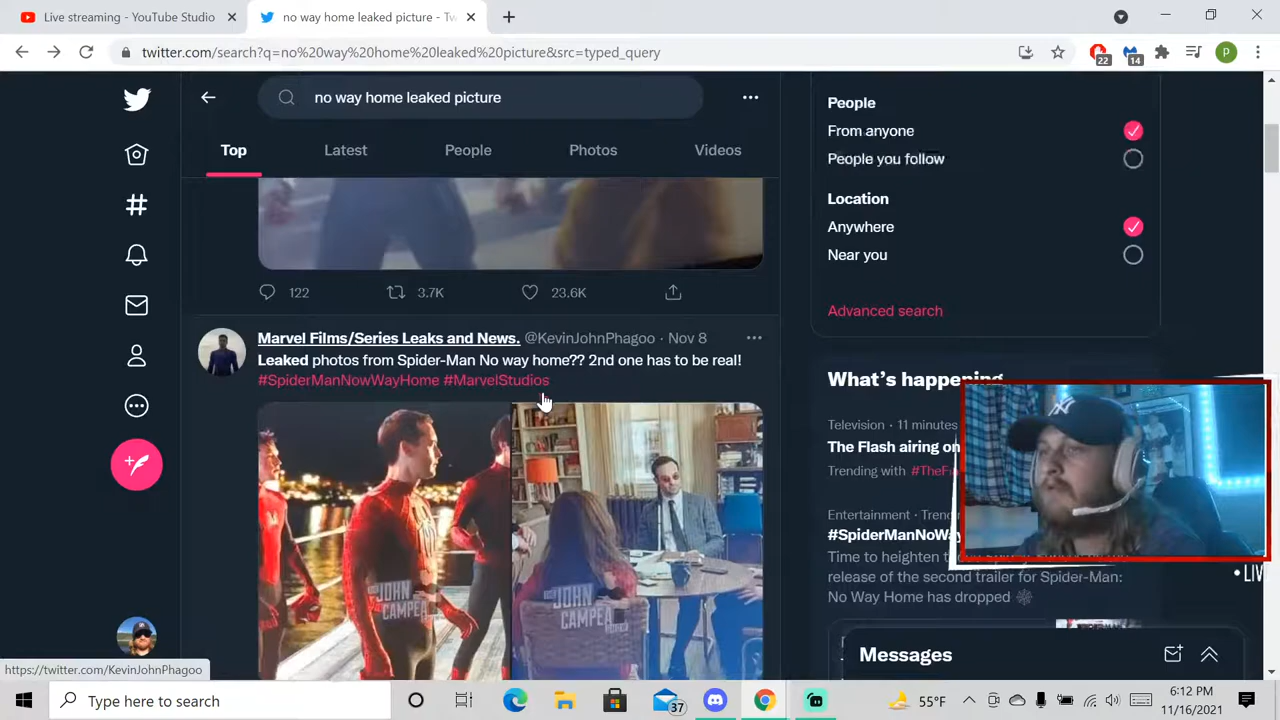 Live streaming - YouTube Studio
no way home leaked picture - Tw
twitter.com/search?q=no%20way%20home%20leaked%20picture&src=typed_query
22
14
P
no way home leaked picture
Top
Latest
People
Photos
Videos
122
3.7K
23.6K
Marvel Films/Series Leaks and News. @KevinJohnPhagoo · Nov 8
Leaked photos from Spider-Man No way home?? 2nd one has to be real!
#SpiderManNowWayHome #MarvelStudios
THE JOHN CAMPEA
THE JOHN CAMPEA SHOW
People
From anyone
People you follow
Location
Anywhere
Near you
Advanced search
What's happening
Television · 11 minutes
The Flash airing on
Trending with #TheF
Entertainment · Trend
#SpiderManNoWay
Time to heighten
release of the second trailer for Spider-Man:
No Way Home has dropped
• LIV
Messages
https://twitter.com/KevinJohnPhagoo
Type here to search
37
55°F
6:12 PM
11/16/2021